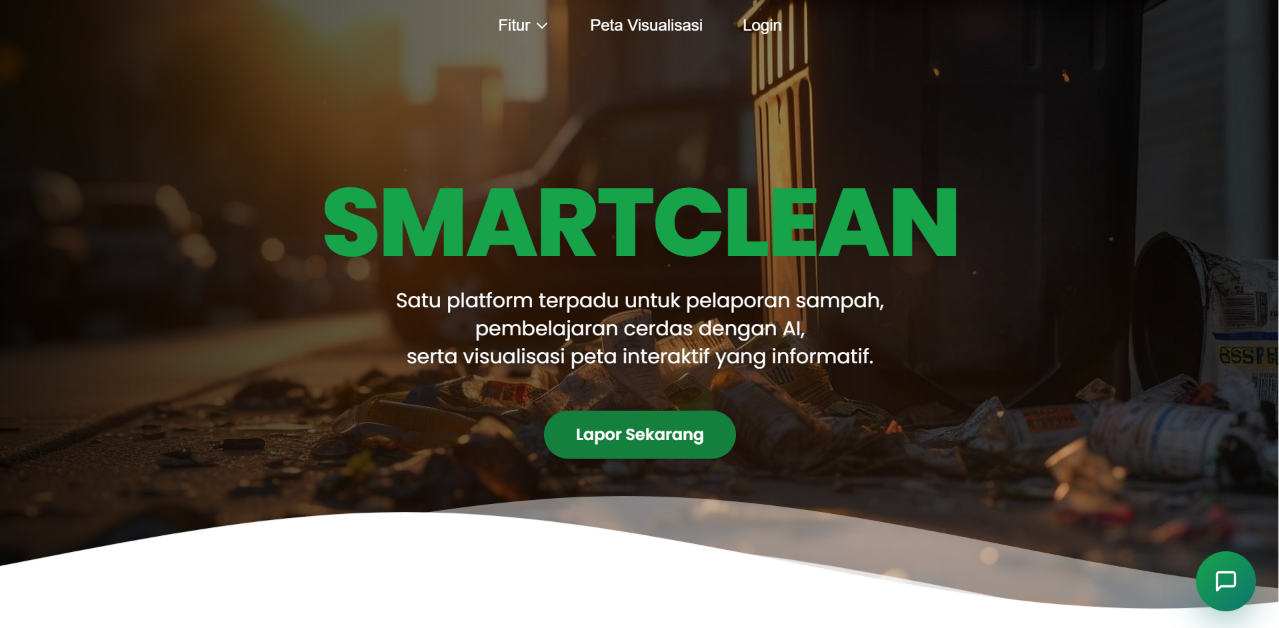 Fitur
Peta Visualisasi
Login
SMARTCLEAN
Satu platform terpadu untuk pelaporan sampah,
pembelajaran cerdas dengan AI,
serta visualisasi peta interaktif yang informatif.
Lapor Sekarang